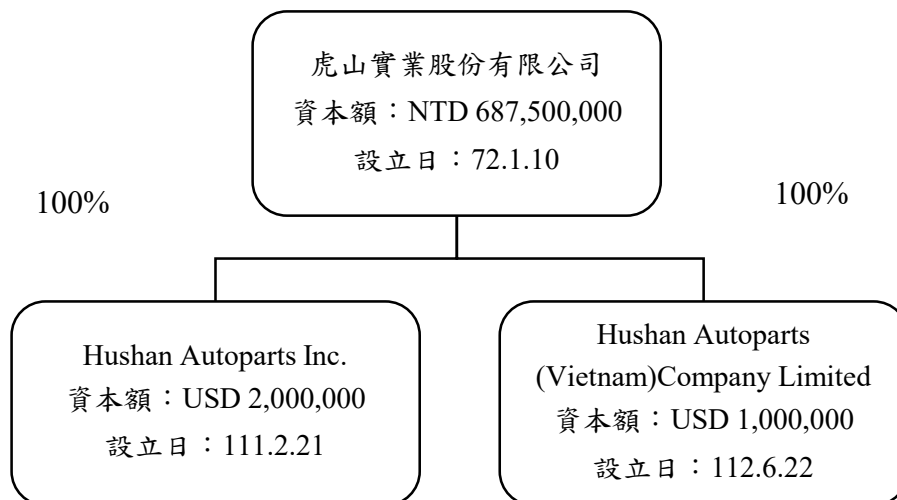 虎山實業股份有限公司
資本額：NTD 687,500,000
設立日：72.1.10
100%
100%
Hushan Autoparts Inc.
資本額：USD 2,000,000
設立日：111.2.21
Hushan Autoparts
(Vietnam)Company Limited
資本額：USD 1,000,000
設立日：112.6.22